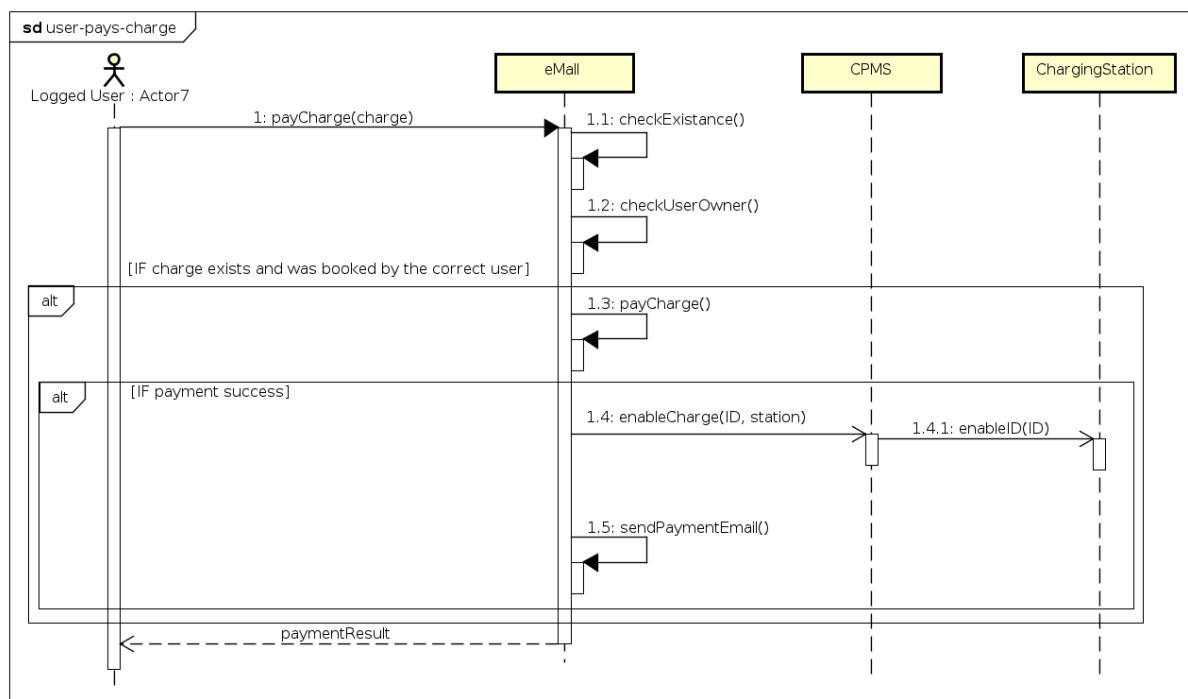 sd user-pays-charge
Logged User : Actor7
eMall
CPMS
ChargingStation
1: payCharge(charge)
1.1: checkExistance()
1.2: checkUserOwner()
[IF charge exists and was booked by the correct user]
alt
1.3: payCharge()
alt
[IF payment success]
1.4: enableCharge(ID, station)
1.4.1: enableID(ID)
1.5: sendPaymentEmail()
paymentResult